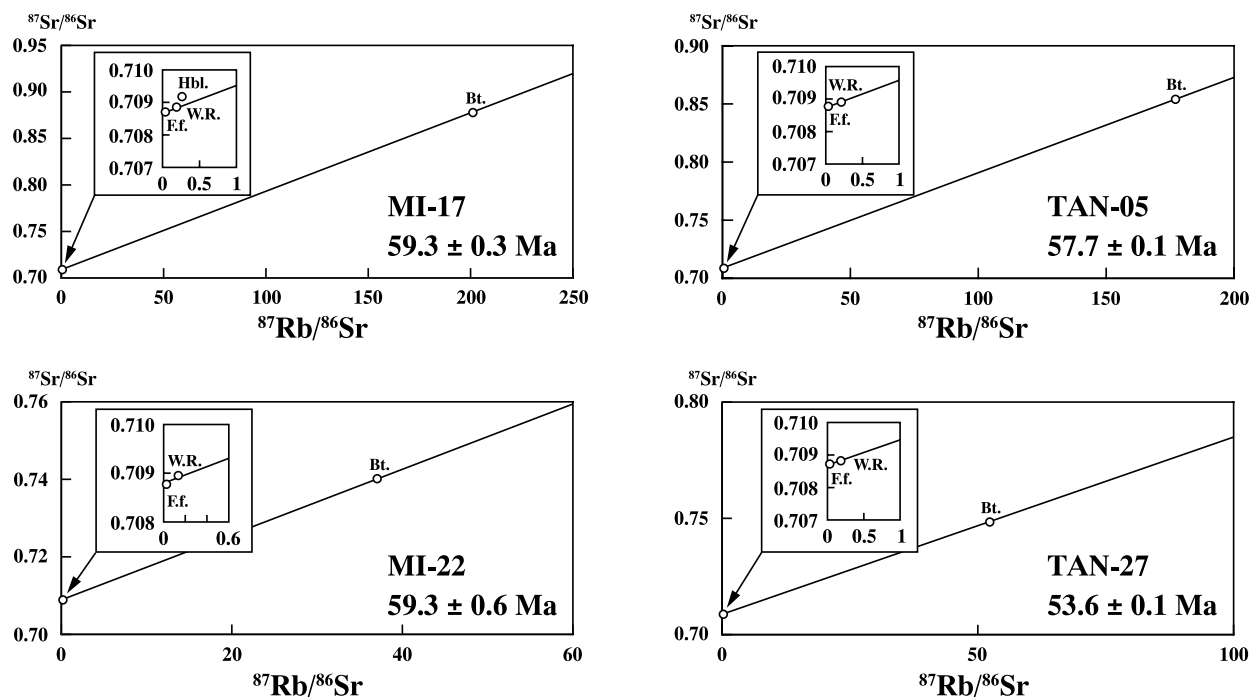 ⁸⁷Sr/⁸⁶Sr
0.95
0.90
0.85
0.80
0.75
0.70
0.710
0.709
0.708
0.707
Hbl.
W.R.
F.f.
0 0.5 1
Bt.
MI-17
59.3 ± 0.3 Ma
0 50 100 150 200 250
⁸⁷Rb/⁸⁶Sr
⁸⁷Sr/⁸⁶Sr
0.90
0.85
0.80
0.75
0.70
0.710
0.709
0.708
0.707
W.R.
F.f.
0 0.5 1
Bt.
TAN-05
57.7 ± 0.1 Ma
0 50 100 150 200
⁸⁷Rb/⁸⁶Sr
⁸⁷Sr/⁸⁶Sr
0.76
0.74
0.72
0.70
0.710
0.709
0.708
W.R.
F.f.
0 0.6
Bt.
MI-22
59.3 ± 0.6 Ma
0 20 40 60
⁸⁷Rb/⁸⁶Sr
⁸⁷Sr/⁸⁶Sr
0.80
0.75
0.70
0.710
0.709
0.708
0.707
W.R.
F.f.
0 0.5 1
Bt.
TAN-27
53.6 ± 0.1 Ma
0 50 100
⁸⁷Rb/⁸⁶Sr